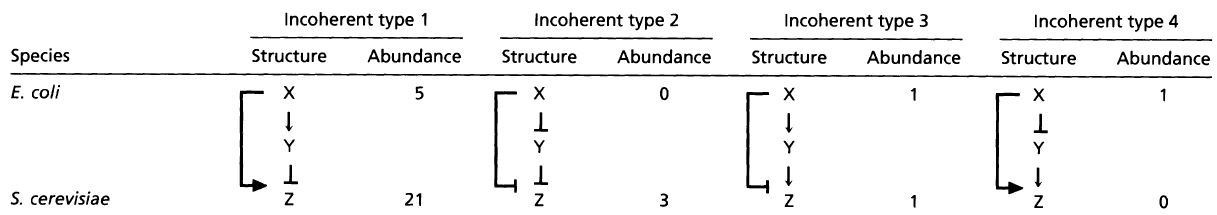 Incoherent type 1 Incoherent type 2 Incoherent type 3 Incoherent type 4
Species Structure Abundance Structure Abundance Structure Abundance Structure Abundance
E. coli X 5 X 0 X 1 X 1
Y Y Y Y
S. cerevisiae Z 21 Z 3 Z 1 Z 0